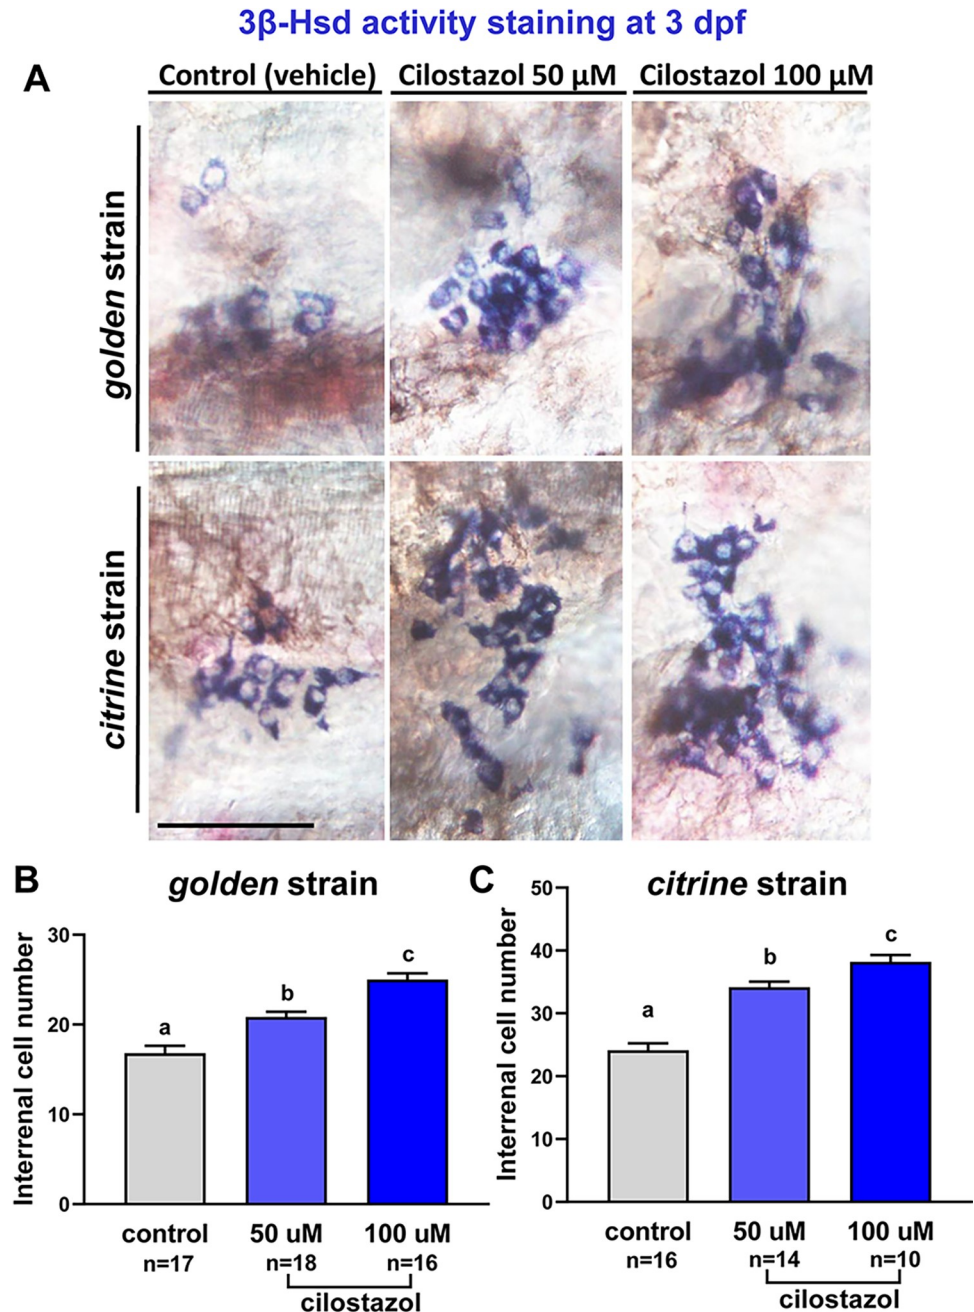 3β-Hsd activity staining at 3 dpf
A
Control (vehicle)
Cilostazol 50 μM
Cilostazol 100 μM
golden strain
citrine strain
B
golden strain
Interrenal cell number
30
20
10
0
a
b
c
control
50 uM
100 uM
n=17
n=18
n=16
cilostazol
C
citrine strain
Interrenal cell number
50
40
30
20
10
0
a
b
c
control
50 uM
100 uM
n=16
n=14
n=10
cilostazol